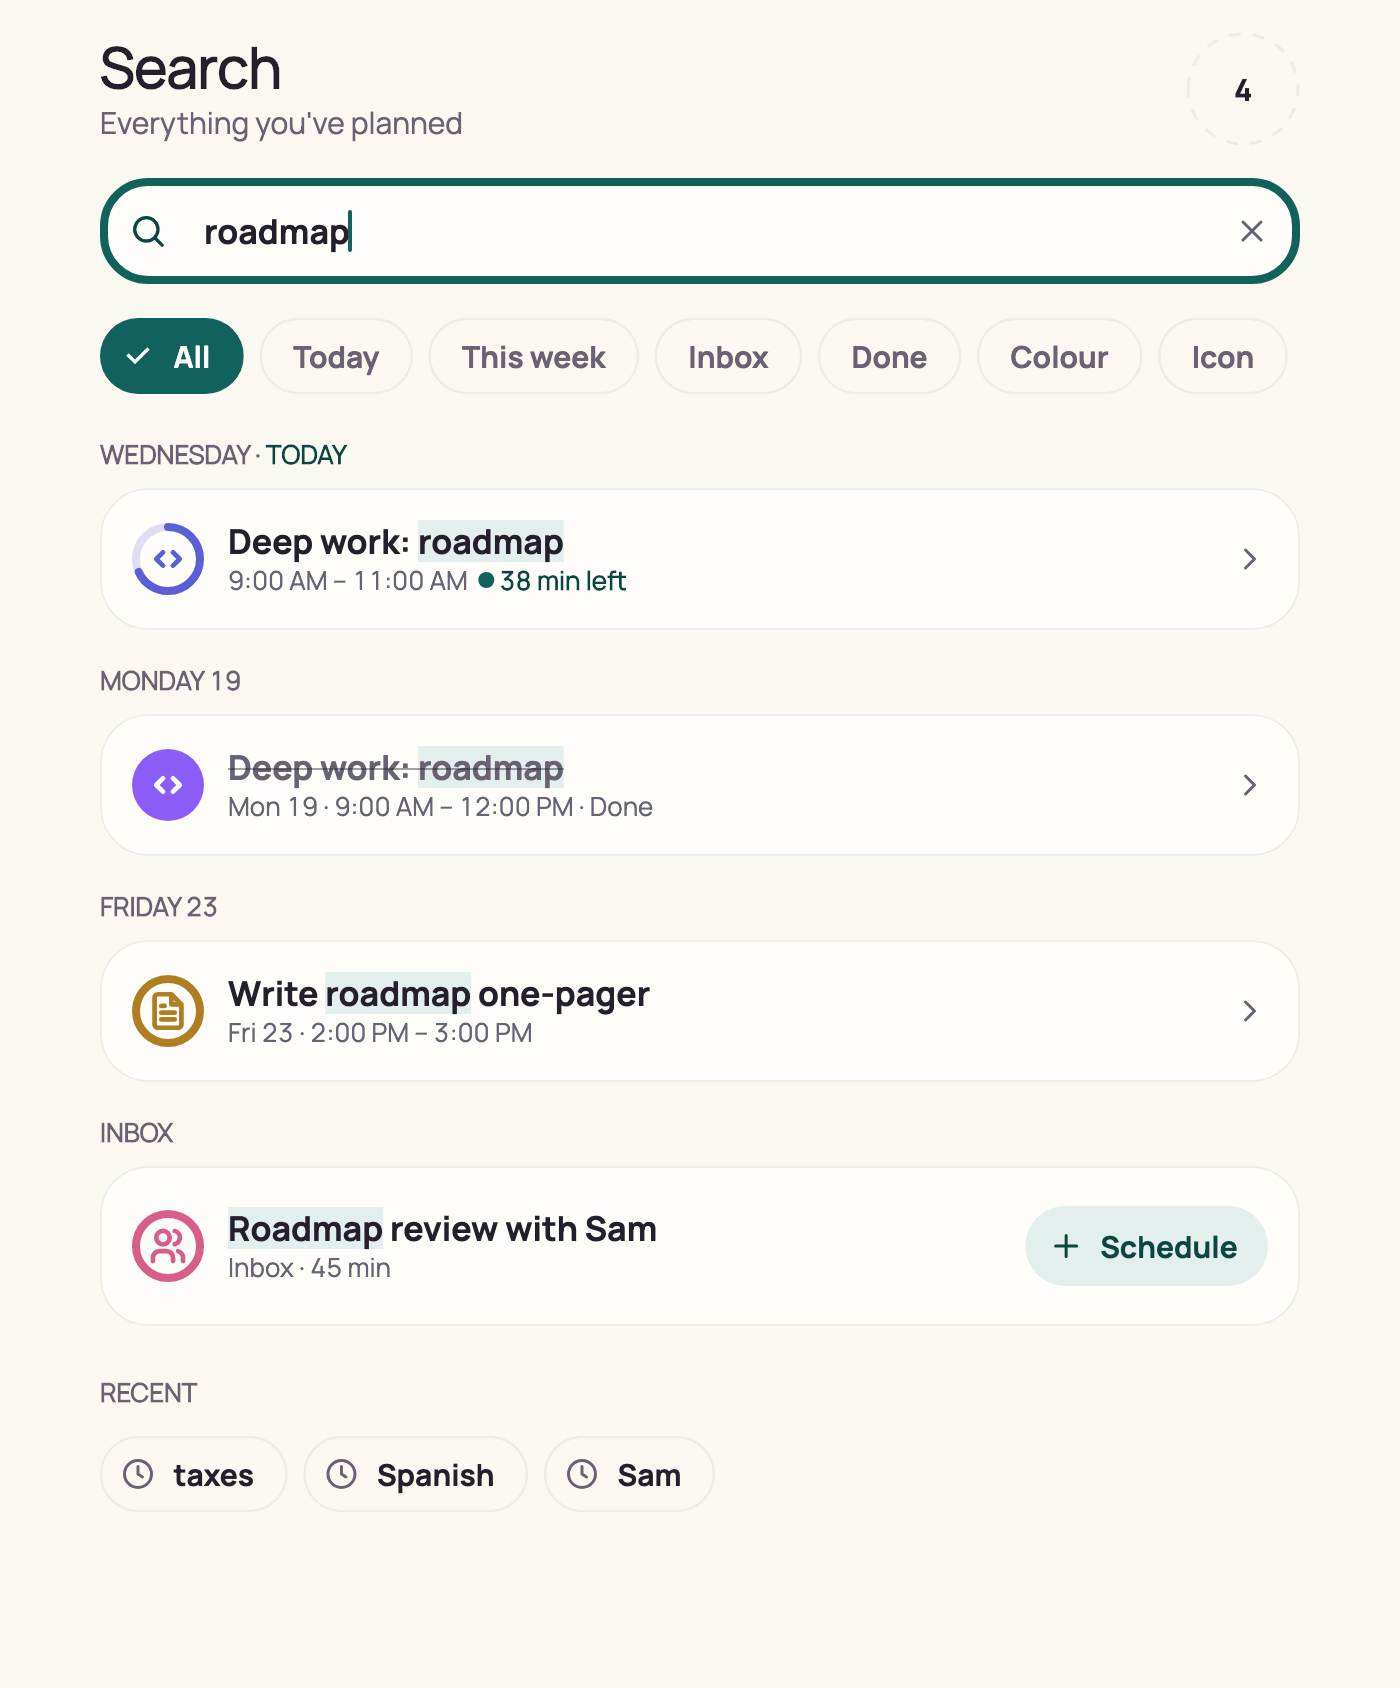 Search
Everything you've planned
4
roadmap
All
Today
This week
Inbox
Done
Colour
Icon
WEDNESDAY · TODAY
Deep work: roadmap
9:00 AM – 11:00 AM 38 min left
MONDAY 19
Deep work: roadmap
Mon 19 · 9:00 AM – 12:00 PM · Done
FRIDAY 23
Write roadmap one-pager
Fri 23 · 2:00 PM – 3:00 PM
INBOX
Roadmap review with Sam
Inbox · 45 min
Schedule
RECENT
taxes
Spanish
Sam